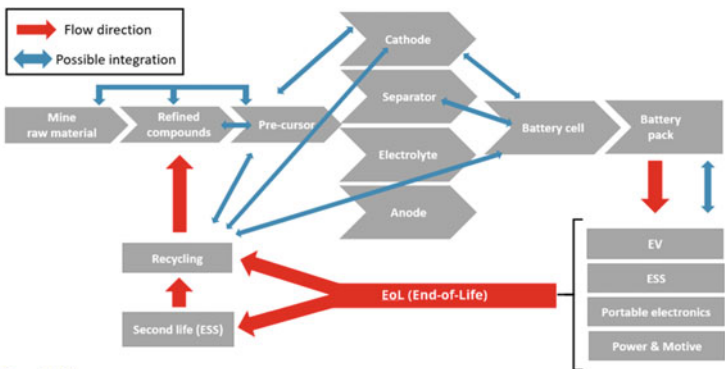 Flow direction
Possible integration
Cathode
Separator
Electrolyte
Anode
Mine
raw material
Refined
compounds
Pre-cursor
Battery cell
Battery
pack
Recycling
Second life (ESS)
EoL (End-of-Life)
EV
ESS
Portable electronics
Power & Motive